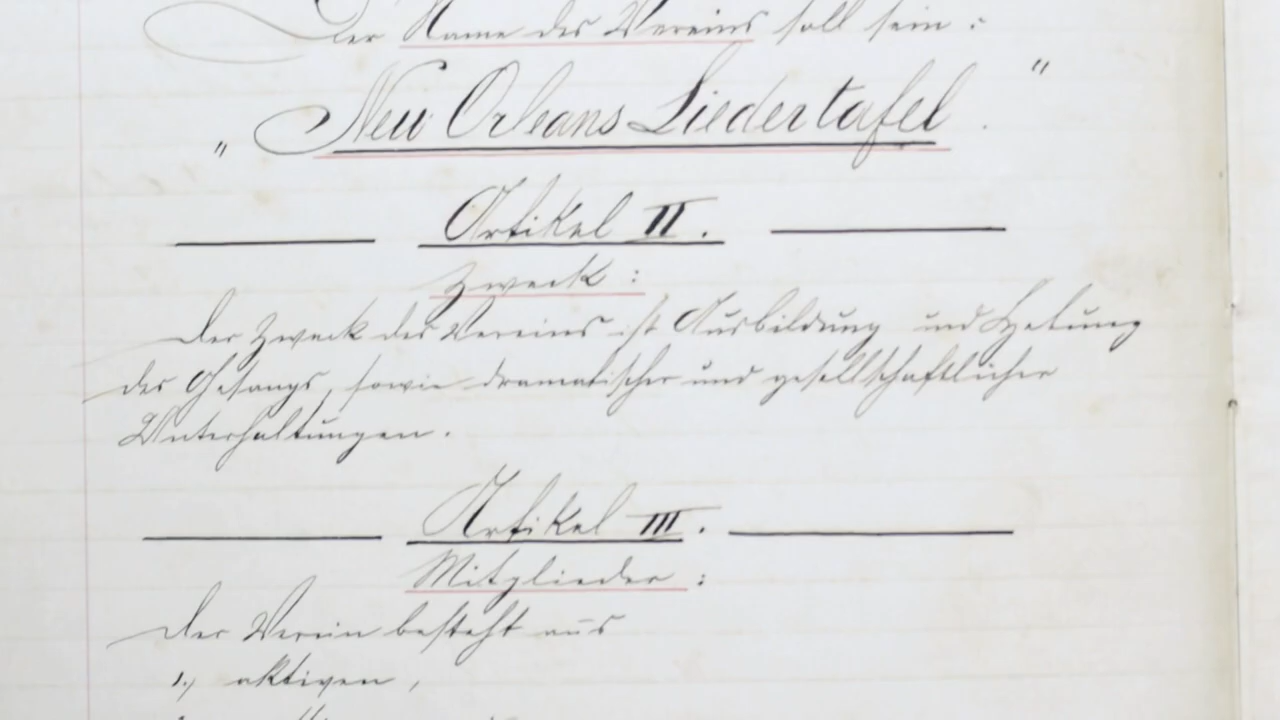 Der Name des Vereins soll sein :
„ New Orleans Liedertafel . "
Artikel II .
Zweck :
Der Zweck des Vereins ist Ausbildung und Hebung
des Gesangs, sowie dramatischer und gesellschaftlicher
Unterhaltungen .
Artikel III .
Mitglieder :
Der Verein besteht aus
1., aktiven ,